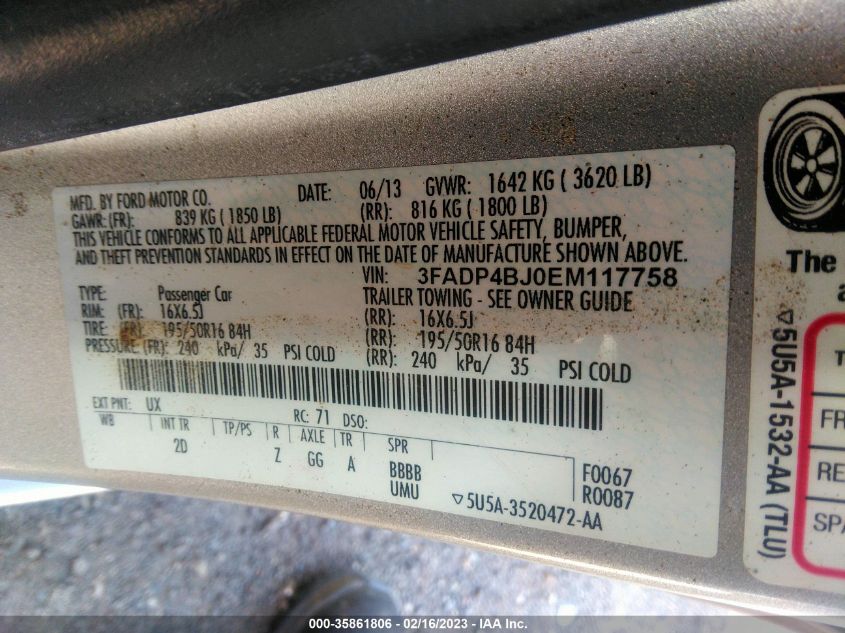 MFD. BY FORD MOTOR CO. DATE: 06/13 GVWR: 1642 KG ( 3620 LB)
GAWR: (FR): 839 KG ( 1850 LB) (RR): 816 KG ( 1800 LB)
THIS VEHICLE CONFORMS TO ALL APPLICABLE FEDERAL MOTOR VEHICLE SAFETY, BUMPER,
AND THEFT PREVENTION STANDARDS IN EFFECT ON THE DATE OF MANUFACTURE SHOWN ABOVE.
VIN: 3FADP4BJ0EM117758
TYPE: Passenger Car TRAILER TOWING - SEE OWNER GUIDE
RIM: (FR): 16X6.5J (RR): 16X6.5J
TIRE: (FR): 195/50R16 84H (RR): 195/50R16 84H
PRESSURE (FR): 240 kPa/ 35 PSI COLD (RR): 240 kPa/ 35 PSI COLD
EXT PNT: UX RC: 71 DSO:
WB INT TR TP/PS R AXLE TR SPR
2D Z GG A BBBB F0067
UMU R0087
▽5U5A-3520472-AA
▽5U5A-1532-AA (TLU)
The
FR
RE
SPA
000-35861806 - 02/16/2023 - IAA Inc.